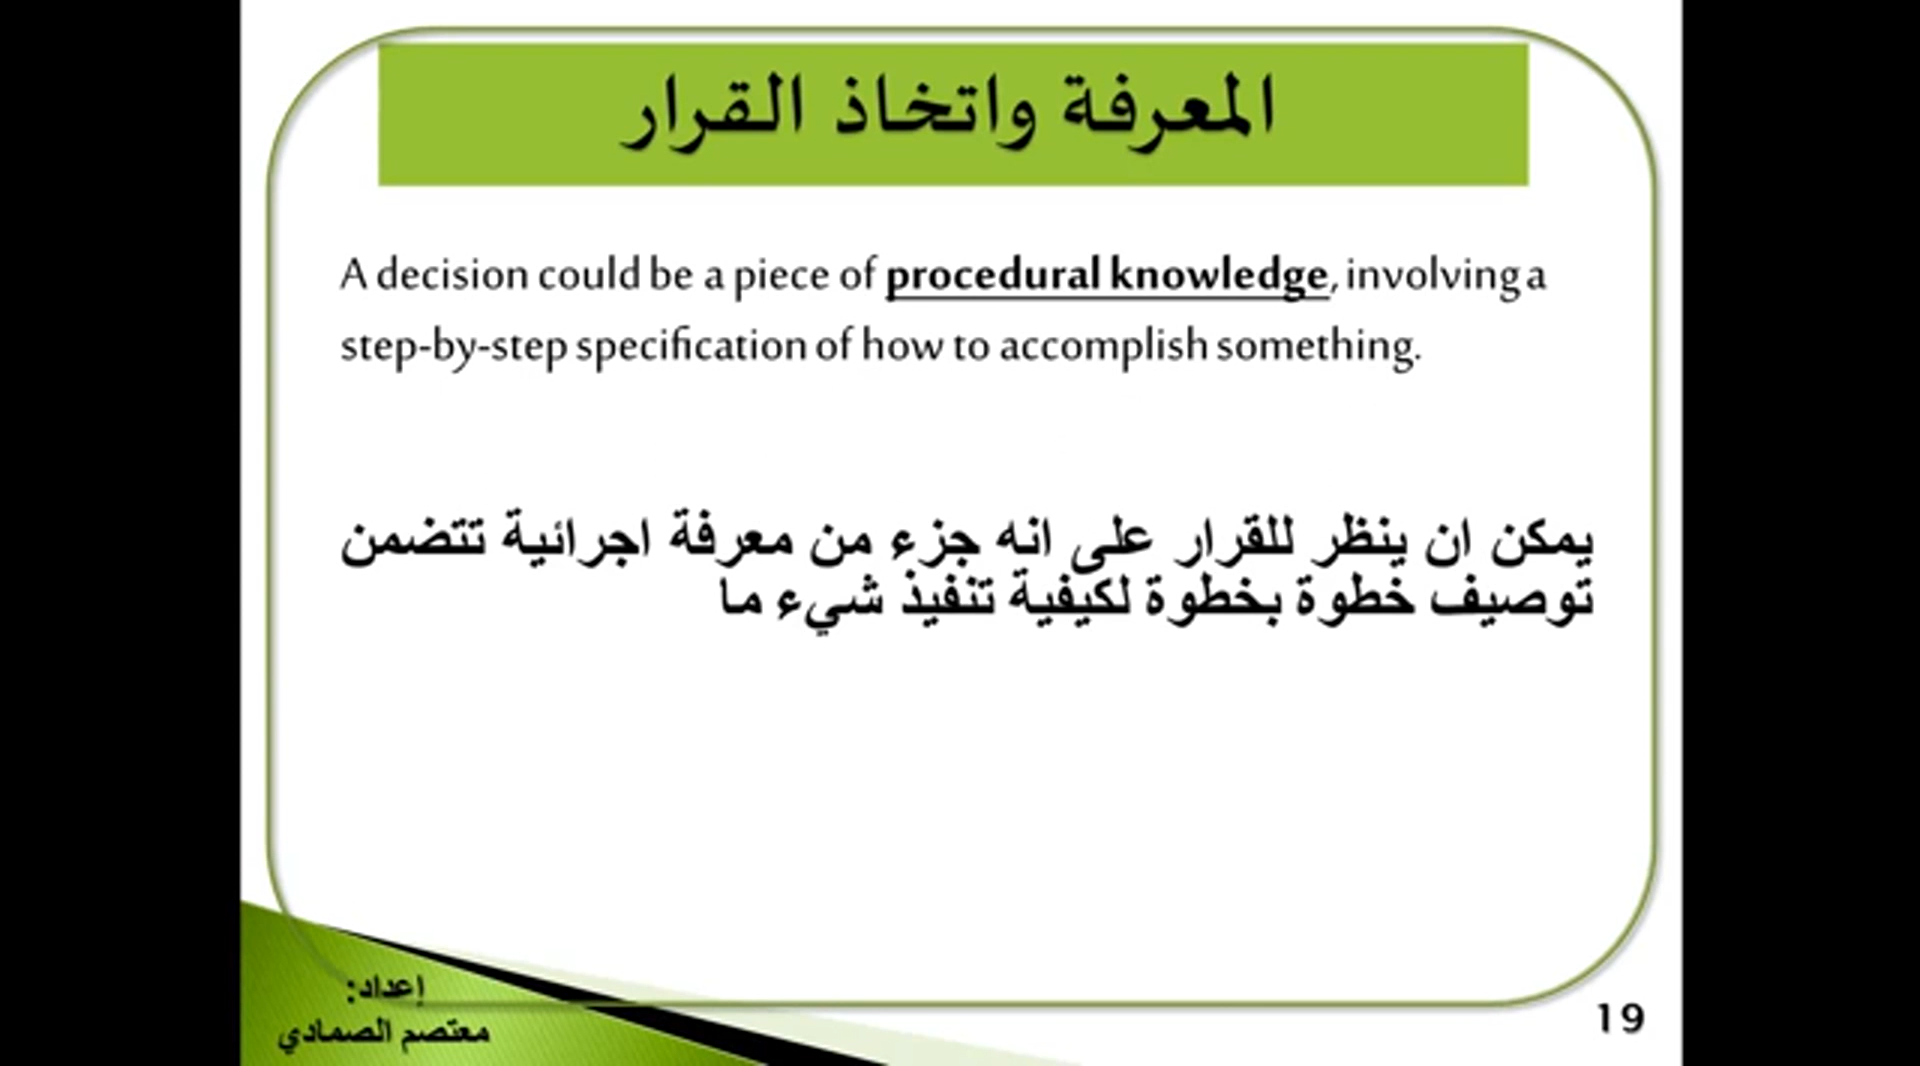 المعرفة واتخاذ القرار
A decision could be a piece of procedural knowledge, involving a
step-by-step specification of how to accomplish something.
يمكن ان ينظر للقرار على انه جزء من معرفة اجرائية تتضمن
توصيف خطوة بخطوة لكيفية تنفيذ شيء ما
إعداد:
معتصم الصمادي
19